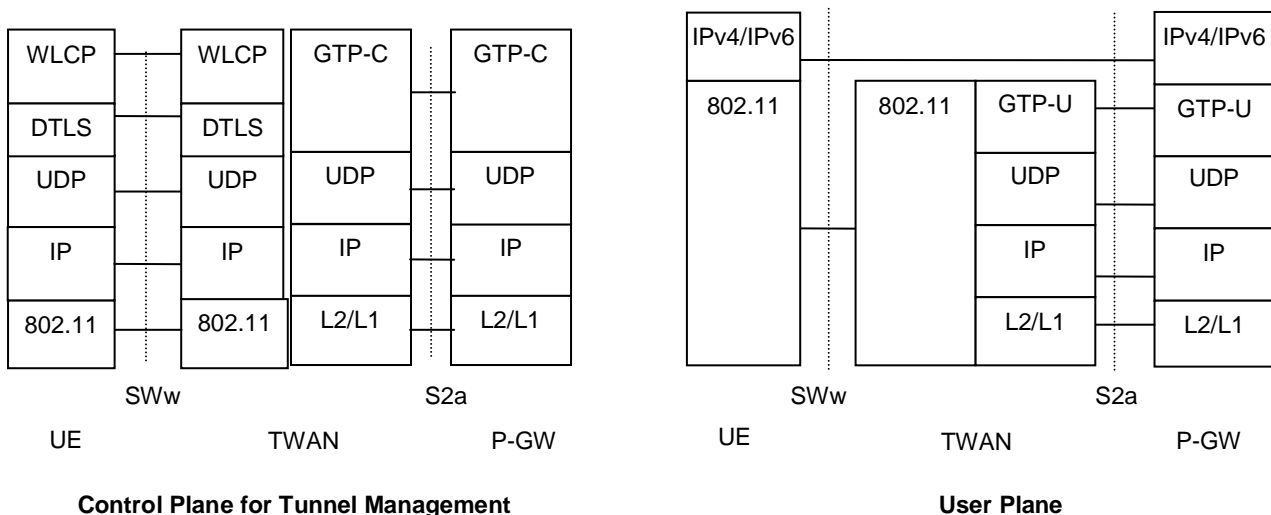 WLCP WLCP GTP-C GTP-C
DTLS DTLS
UDP UDP UDP UDP
IP IP IP IP
802.11 802.11 L2/L1 L2/L1
SWw S2a
UE TWAN P-GW
Control Plane for Tunnel Management
IPv4/IPv6 IPv4/IPv6
802.11 802.11 GTP-U GTP-U
UDP UDP
IP IP
L2/L1 L2/L1
SWw S2a
UE TWAN P-GW
User Plane